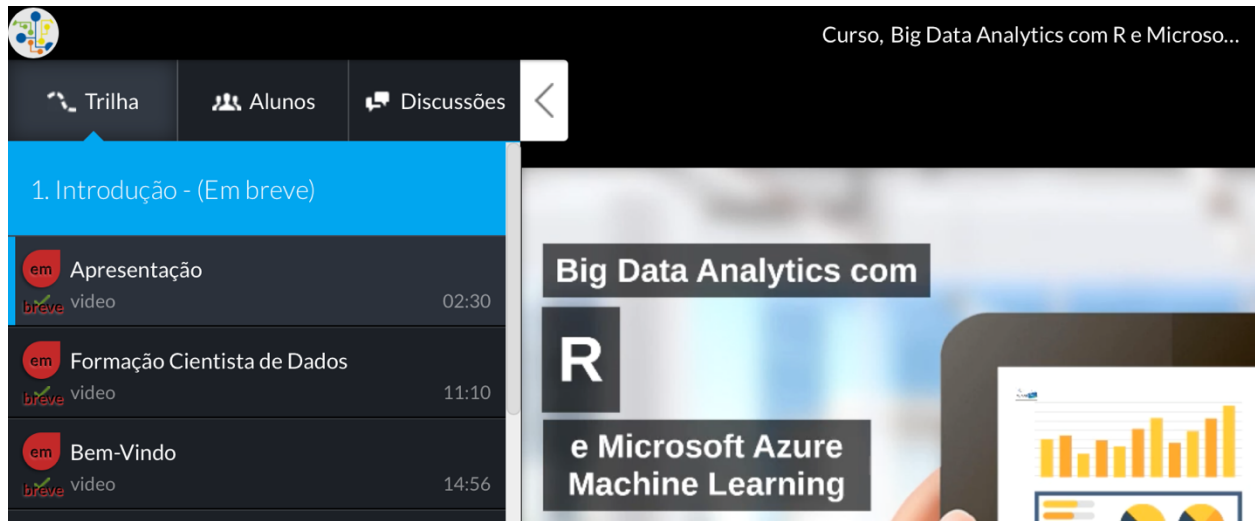 Curso, Big Data Analytics com R e Microso...
Trilha
Alunos
Discussões
1. Introdução - (Em breve)
em
breve
Apresentação
video
02:30
em
breve
Formação Cientista de Dados
video
11:10
em
breve
Bem-Vindo
video
14:56
Big Data Analytics com
R
e Microsoft Azure
Machine Learning